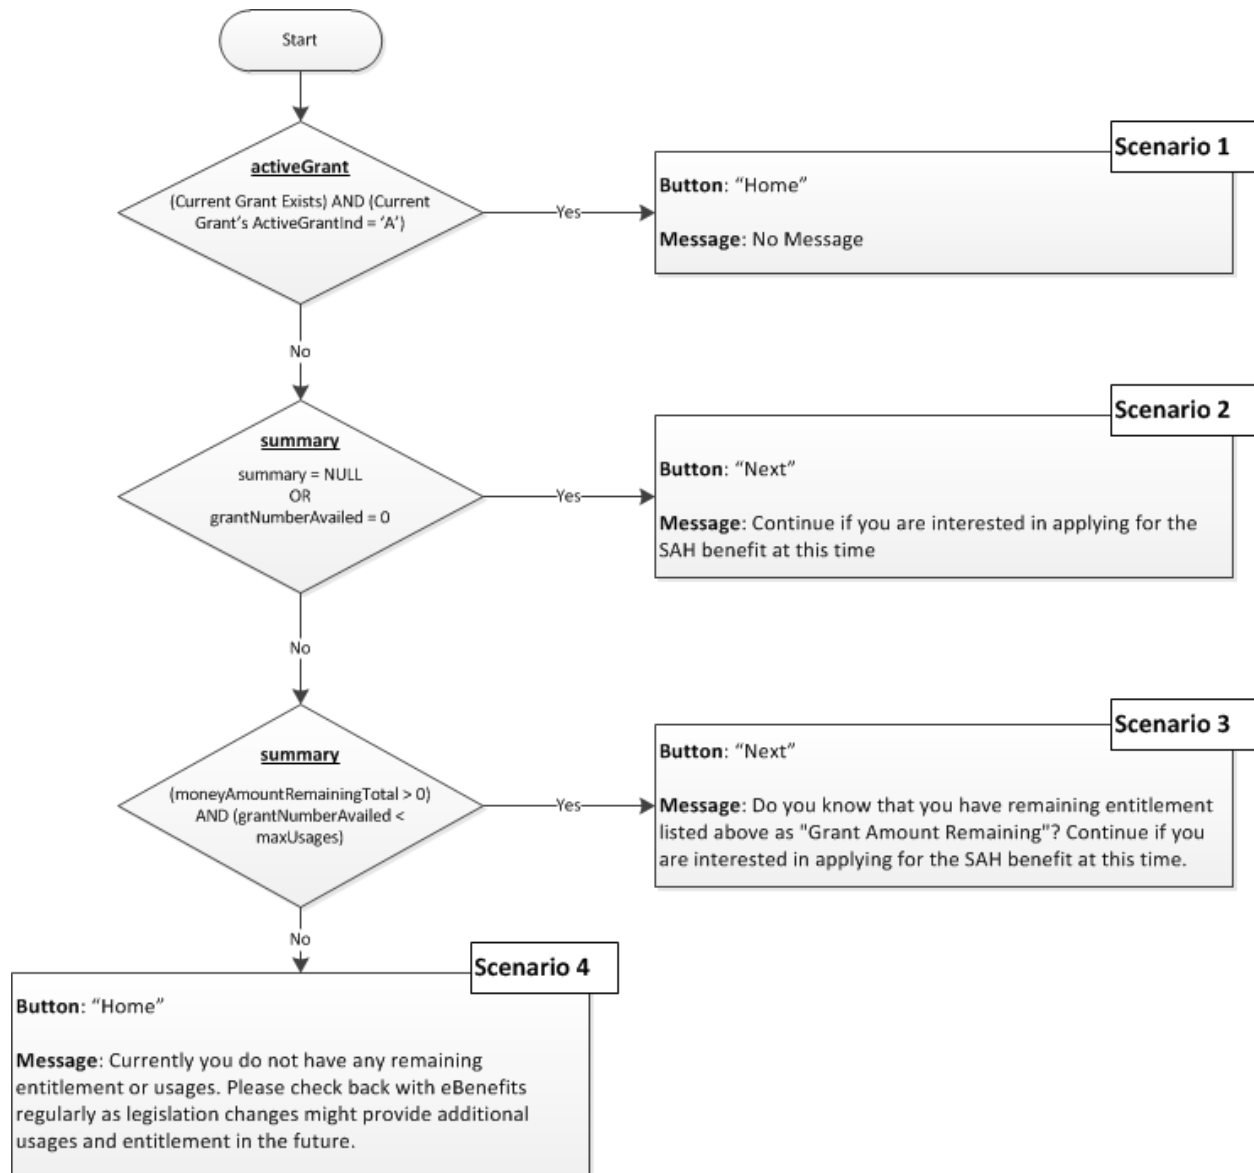 Start
activeGrant
(Current Grant Exists) AND (Current
Grant’s ActiveGrantInd = ‘A’)
Yes
Scenario 1
Button: “Home”
Message: No Message
No
summary
summary = NULL
OR
grantNumberAvailed = 0
Yes
Scenario 2
Button: “Next”
Message: Continue if you are interested in applying for the
SAH benefit at this time
No
summary
(moneyAmountRemainingTotal > 0)
AND (grantNumberAvailed <
maxUsages)
Yes
Scenario 3
Button: “Next”
Message: Do you know that you have remaining entitlement
listed above as "Grant Amount Remaining"? Continue if you
are interested in applying for the SAH benefit at this time.
No
Scenario 4
Button: “Home”
Message: Currently you do not have any remaining
entitlement or usages. Please check back with eBenefits
regularly as legislation changes might provide additional
usages and entitlement in the future.